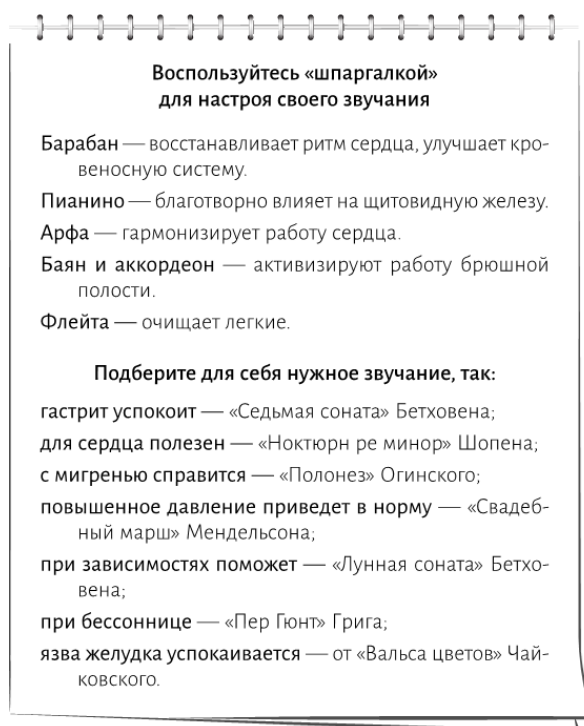 Воспользуйтесь «шпаргалкой»
для настроя своего звучания
Барабан — восстанавливает ритм сердца, улучшает кро-
веносную систему.
Пианино — благотворно влияет на щитовидную железу.
Арфа — гармонизирует работу сердца.
Баян и аккордеон — активизируют работу брюшной
полости.
Флейта — очищает легкие.
Подберите для себя нужное звучание, так:
гастрит успокоит — «Седьмая соната» Бетховена;
для сердца полезен — «Ноктюрн ре минор» Шопена;
с мигренью справится — «Полонез» Огинского;
повышенное давление приведет в норму — «Свадеб-
ный марш» Мендельсона;
при зависимостях поможет — «Лунная соната» Бетхо-
вена;
при бессоннице — «Пер Гюнт» Грига;
язва желудка успокаивается — от «Вальса цветов» Чай-
ковского.